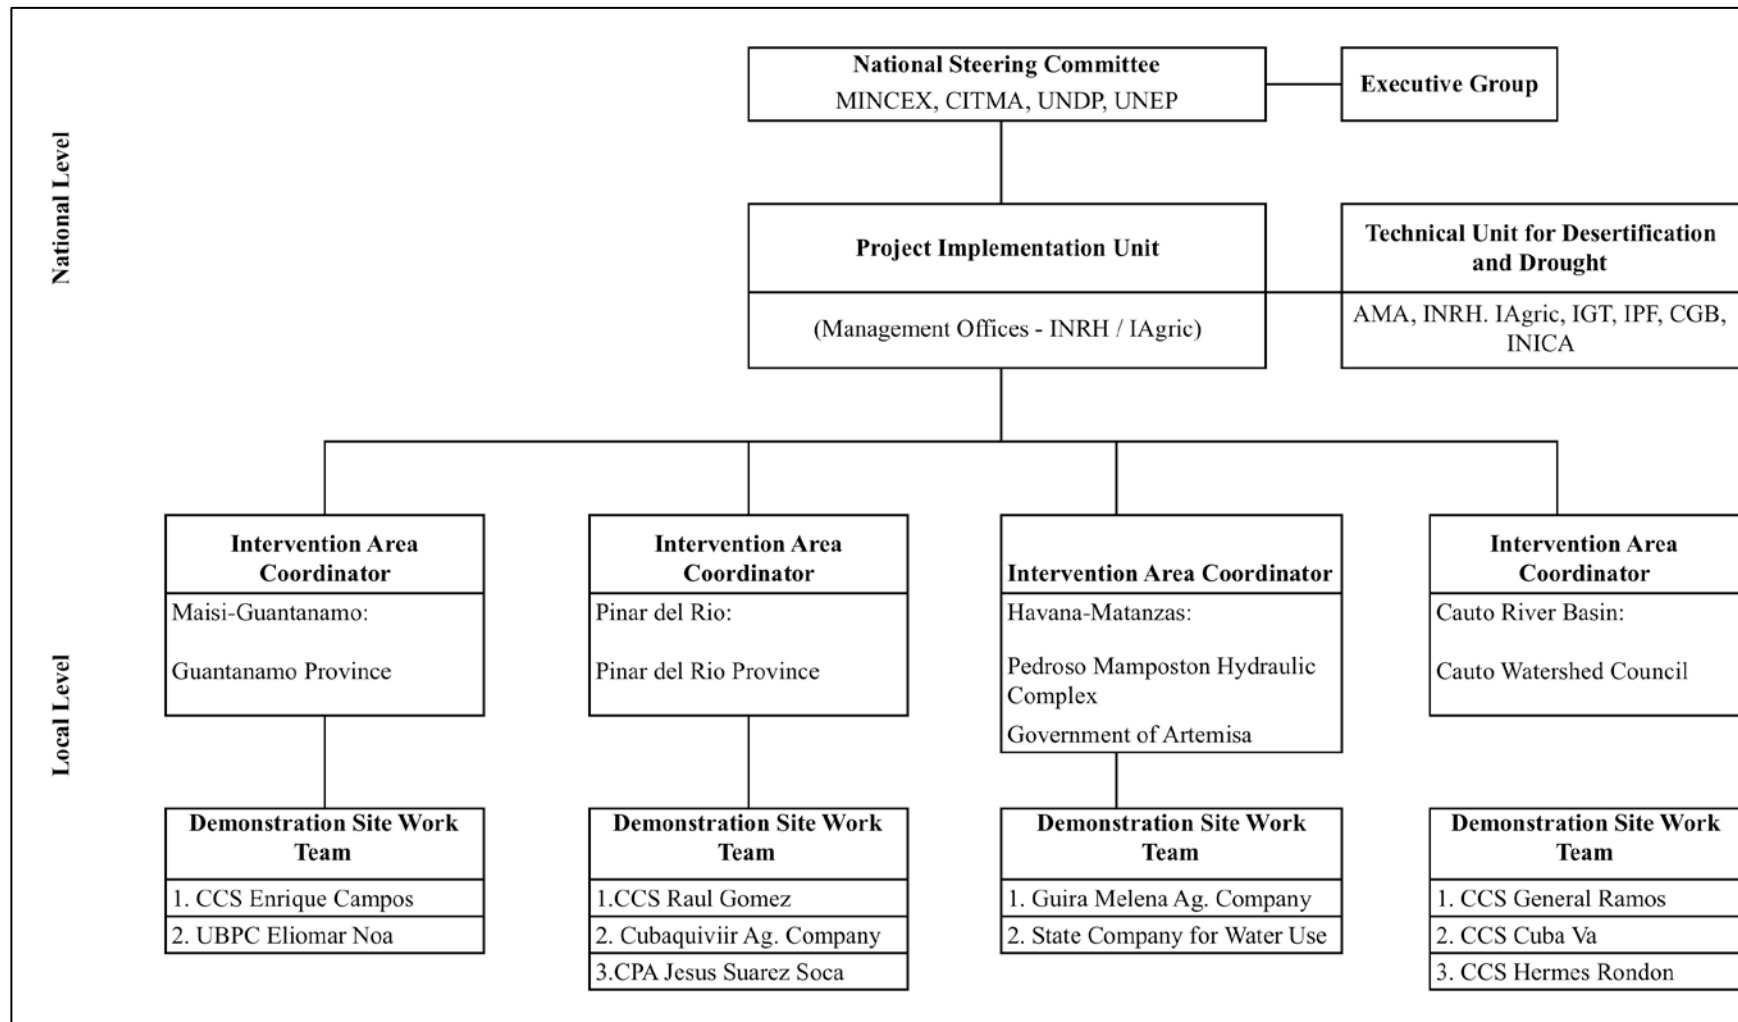 National Level
National Steering Committee
MINCEX, CITMA, UNDP, UNEP
Executive Group
Project Implementation Unit
(Management Offices - INRH / IAgric)
Technical Unit for Desertification
and Drought
AMA, INRH. IAgric, IGT, IPF, CGB,
INICA
Local Level
Intervention Area
Coordinator
Maisi-Guantanamo:
Guantanamo Province
Intervention Area
Coordinator
Pinar del Rio:
Pinar del Rio Province
Intervention Area Coordinator
Havana-Matanzas:
Pedroso Mamposton Hydraulic
Complex
Government of Artemisa
Intervention Area
Coordinator
Cauto River Basin:
Cauto Watershed Council
Demonstration Site Work
Team
1. CCS Enrique Campos
2. UBPC Eliomar Noa
Demonstration Site Work
Team
1.CCS Raul Gomez
2. Cubaquiviir Ag. Company
3.CPA Jesus Suarez Soca
Demonstration Site Work
Team
1. Guira Melena Ag. Company
2. State Company for Water Use
Demonstration Site Work
Team
1. CCS General Ramos
2. CCS Cuba Va
3. CCS Hermes Rondon